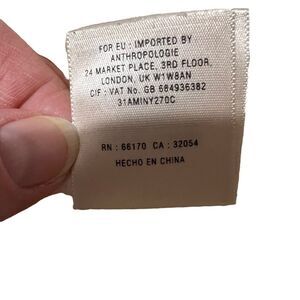 FOR EU : IMPORTED BY
ANTHROPOLOGIE
24 MARKET PLACE, 3RD FLOOR,
LONDON, UK W1W8AN
CIF : VAT No. GB 684936382
31AMINY270C
RN : 66170 CA : 32054
HECHO EN CHINA